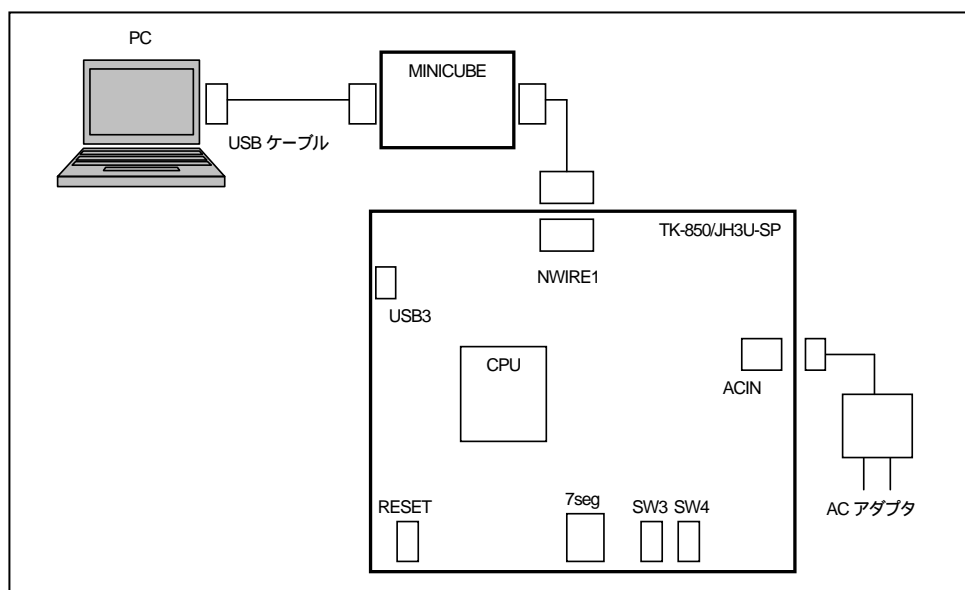 PC
MINICUBE
USB ケーブル
TK-850/JH3U-SP
NWIRE1
USB3
CPU
ACIN
RESET
7seg
SW3
SW4
AC アダプタ